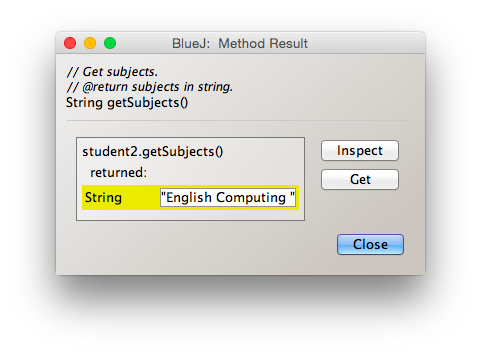 BlueJ: Method Result
// Get subjects.
// @return subjects in string.
String getSubjects()
student2.getSubjects()
returned:
String "English Computing "
Inspect
Get
Close